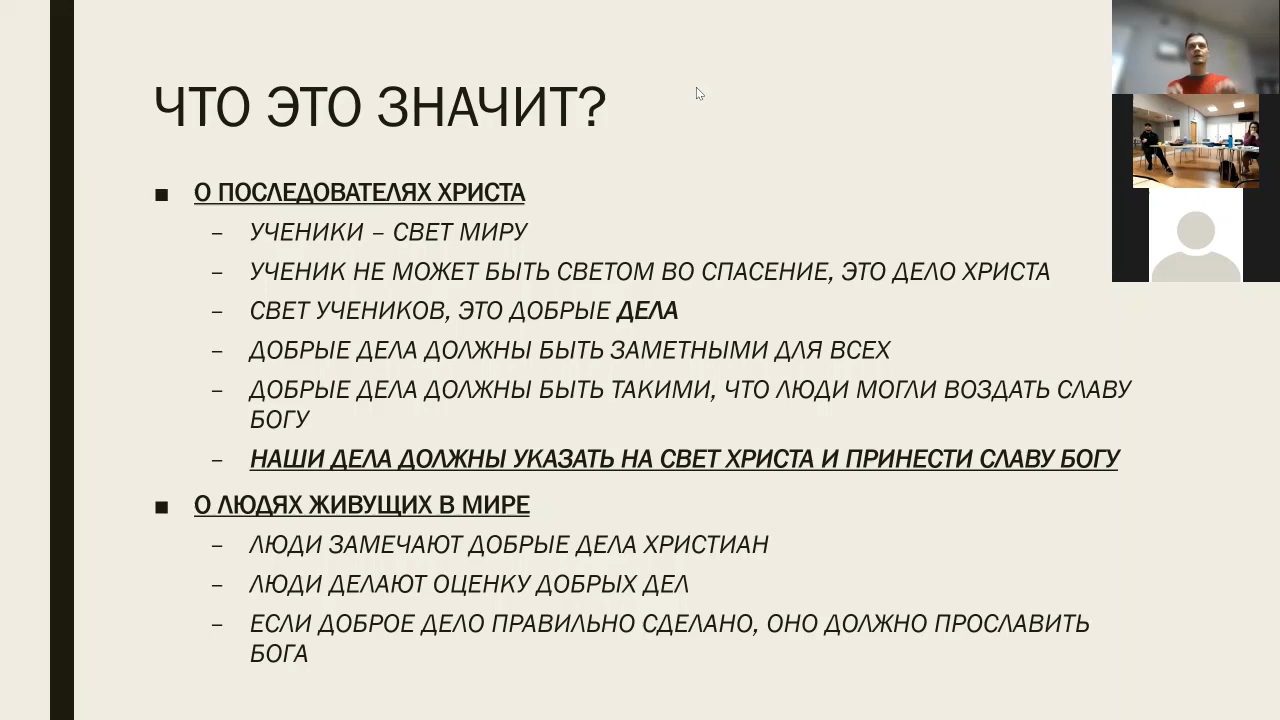 ЧТО ЭТО ЗНАЧИТ?
■ О ПОСЛЕДОВАТЕЛЯХ ХРИСТА
– УЧЕНИКИ – СВЕТ МИРУ
– УЧЕНИК НЕ МОЖЕТ БЫТЬ СВЕТОМ ВО СПАСЕНИЕ, ЭТО ДЕЛО ХРИСТА
– СВЕТ УЧЕНИКОВ, ЭТО ДОБРЫЕ ДЕЛА
– ДОБРЫЕ ДЕЛА ДОЛЖНЫ БЫТЬ ЗАМЕТНЫМИ ДЛЯ ВСЕХ
– ДОБРЫЕ ДЕЛА ДОЛЖНЫ БЫТЬ ТАКИМИ, ЧТО ЛЮДИ МОГЛИ ВОЗДАТЬ СЛАВУ
БОГУ
– НАШИ ДЕЛА ДОЛЖНЫ УКАЗАТЬ НА СВЕТ ХРИСТА И ПРИНЕСТИ СЛАВУ БОГУ
■ О ЛЮДЯХ ЖИВУЩИХ В МИРЕ
– ЛЮДИ ЗАМЕЧАЮТ ДОБРЫЕ ДЕЛА ХРИСТИАН
– ЛЮДИ ДЕЛАЮТ ОЦЕНКУ ДОБРЫХ ДЕЛ
– ЕСЛИ ДОБРОЕ ДЕЛО ПРАВИЛЬНО СДЕЛАНО, ОНО ДОЛЖНО ПРОСЛАВИТЬ
БОГА